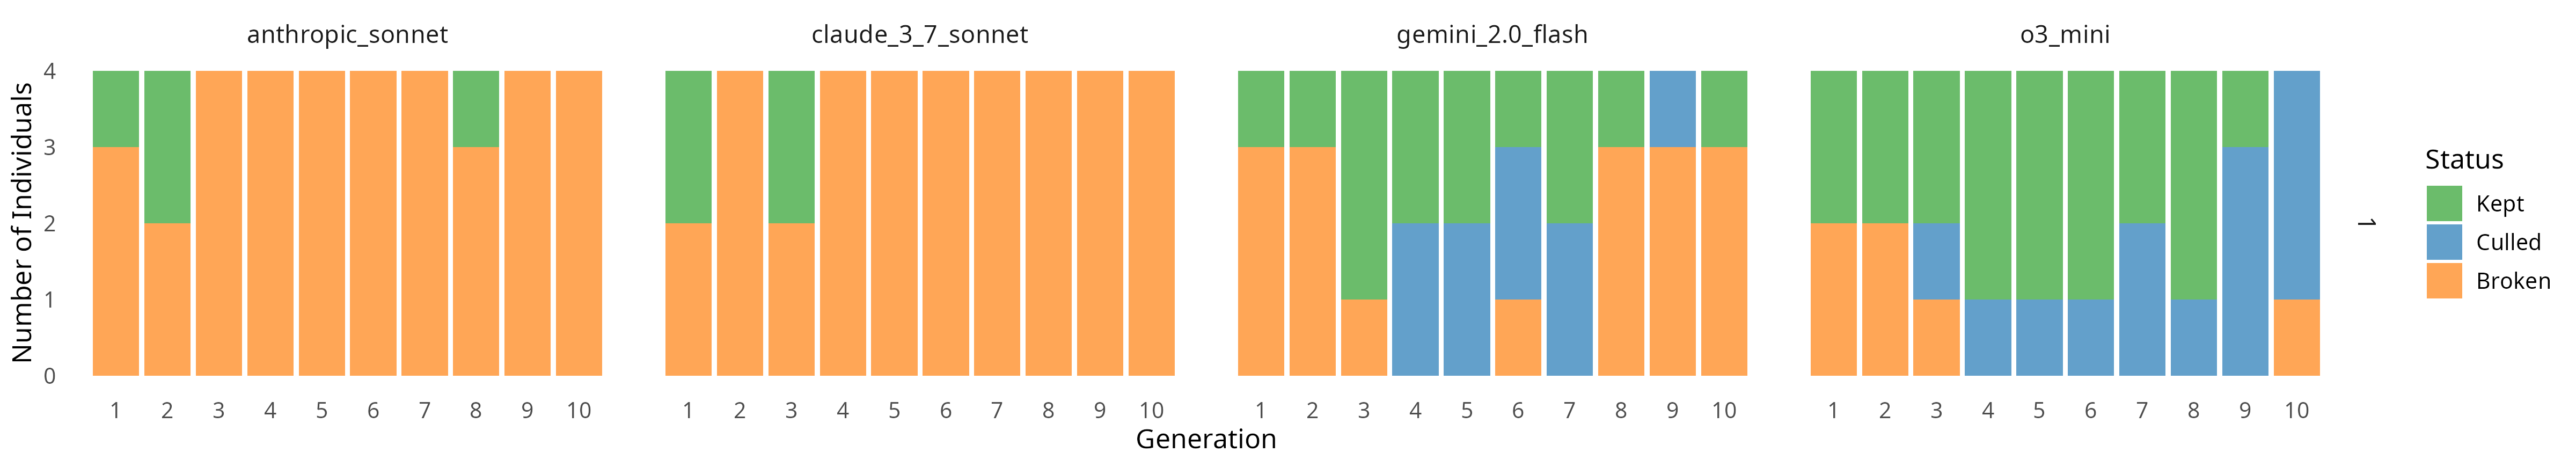 anthropic_sonnet
claude_3_7_sonnet
gemini_2.0_flash
o3_mini
Number of Individuals
4
3
2
1
0
1 2 3 4 5 6 7 8 9 10
1 2 3 4 5 6 7 8 9 10
1 2 3 4 5 6 7 8 9 10
1 2 3 4 5 6 7 8 9 10
Generation
1
Status
Kept
Culled
Broken